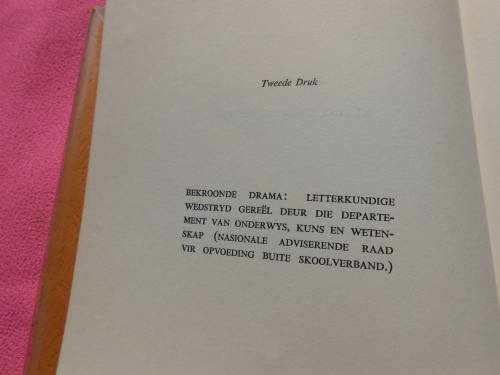 Tweede Druk
BEKROONDE DRAMA: LETTERKUNDIGE
WEDSTRYD GEREËL DEUR DIE DEPARTE-
MENT VAN ONDERWYS, KUNS EN WETEN-
SKAP (NASIONALE ADVISERENDE RAAD
VIR OPVOEDING BUITE SKOOLVERBAND.)